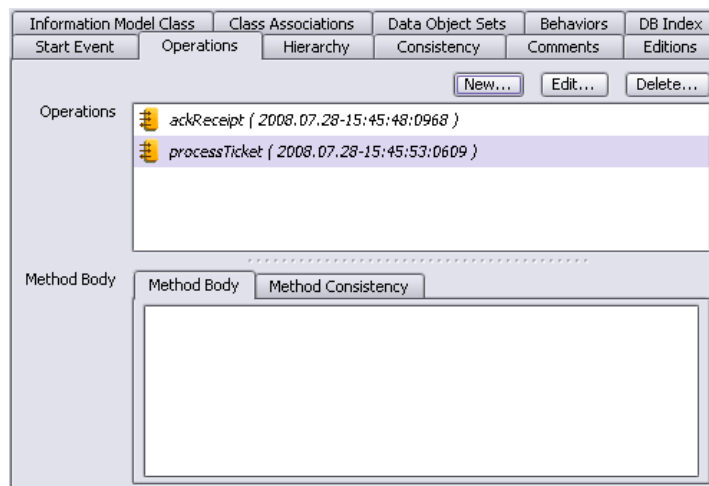 Information Model Class Class Associations Data Object Sets Behaviors DB Index
Start Event Operations Hierarchy Consistency Comments Editions
New... Edit... Delete...
Operations
ackReceipt ( 2008.07.28-15:45:48:0968 )
processTicket ( 2008.07.28-15:45:53:0609 )
Method Body
Method Body Method Consistency